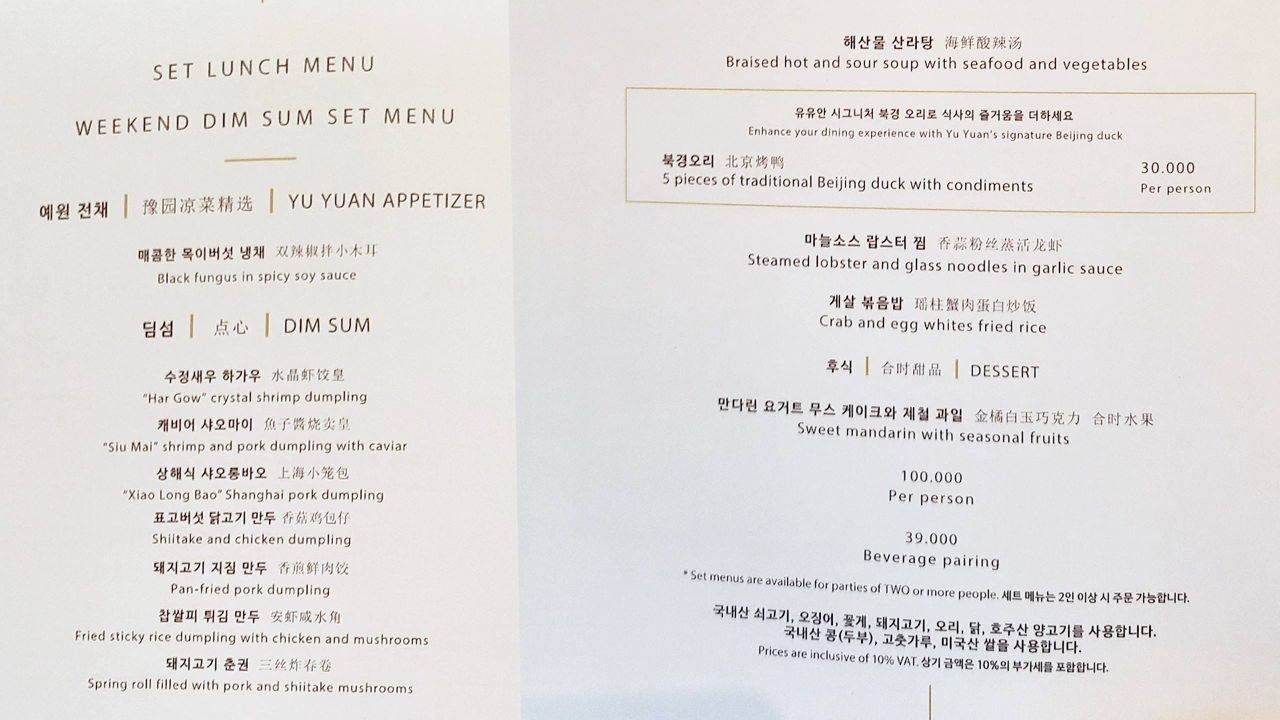 SET LUNCH MENU
WEEKEND DIM SUM SET MENU
예원 전채 | 豫园凉菜精选 | YU YUAN APPETIZER
매콤한 목이버섯 냉채 双辣椒拌小木耳
Black fungus in spicy soy sauce
딤섬 | 点心 | DIM SUM
수정새우 하가우 水晶虾饺皇
“Har Gow” crystal shrimp dumpling
캐비어 샤오마이 魚子醬烧卖皇
“Siu Mai” shrimp and pork dumpling with caviar
상해식 샤오롱바오 上海小笼包
“Xiao Long Bao” Shanghai pork dumpling
표고버섯 닭고기 만두 香菇鸡包仔
Shiitake and chicken dumpling
돼지고기 지짐 만두 香煎鲜肉饺
Pan-fried pork dumpling
찹쌀피 튀김 만두 安虾咸水角
Fried sticky rice dumpling with chicken and mushrooms
돼지고기 춘권 三丝炸春卷
Spring roll filled with pork and shiitake mushrooms
해산물 산라탕 海鲜酸辣汤
Braised hot and sour soup with seafood and vegetables
유유안 시그니처 북경 오리로 식사의 즐거움을 더하세요
Enhance your dining experience with Yu Yuan's signature Beijing duck
북경오리 北京烤鸭 30.000
5 pieces of traditional Beijing duck with condiments Per person
마늘소스 랍스터 찜 香蒜粉丝蒸活龙虾
Steamed lobster and glass noodles in garlic sauce
게살 볶음밥 瑶柱蟹肉蛋白炒饭
Crab and egg whites fried rice
후식 | 合时甜品 | DESSERT
만다린 요거트 무스 케이크와 제철 과일 金橘白玉巧克力 合时水果
Sweet mandarin with seasonal fruits
100.000
Per person
39.000
Beverage pairing
* Set menus are available for parties of TWO or more people. 세트 메뉴는 2인 이상 시 주문 가능합니다.
국내산 쇠고기, 오징어, 꽃게, 돼지고기, 오리, 닭, 호주산 양고기를 사용합니다.
국내산 콩(두부), 고춧가루, 미국산 쌀을 사용합니다.
Prices are inclusive of 10% VAT. 상기 금액은 10%의 부가세를 포함합니다.